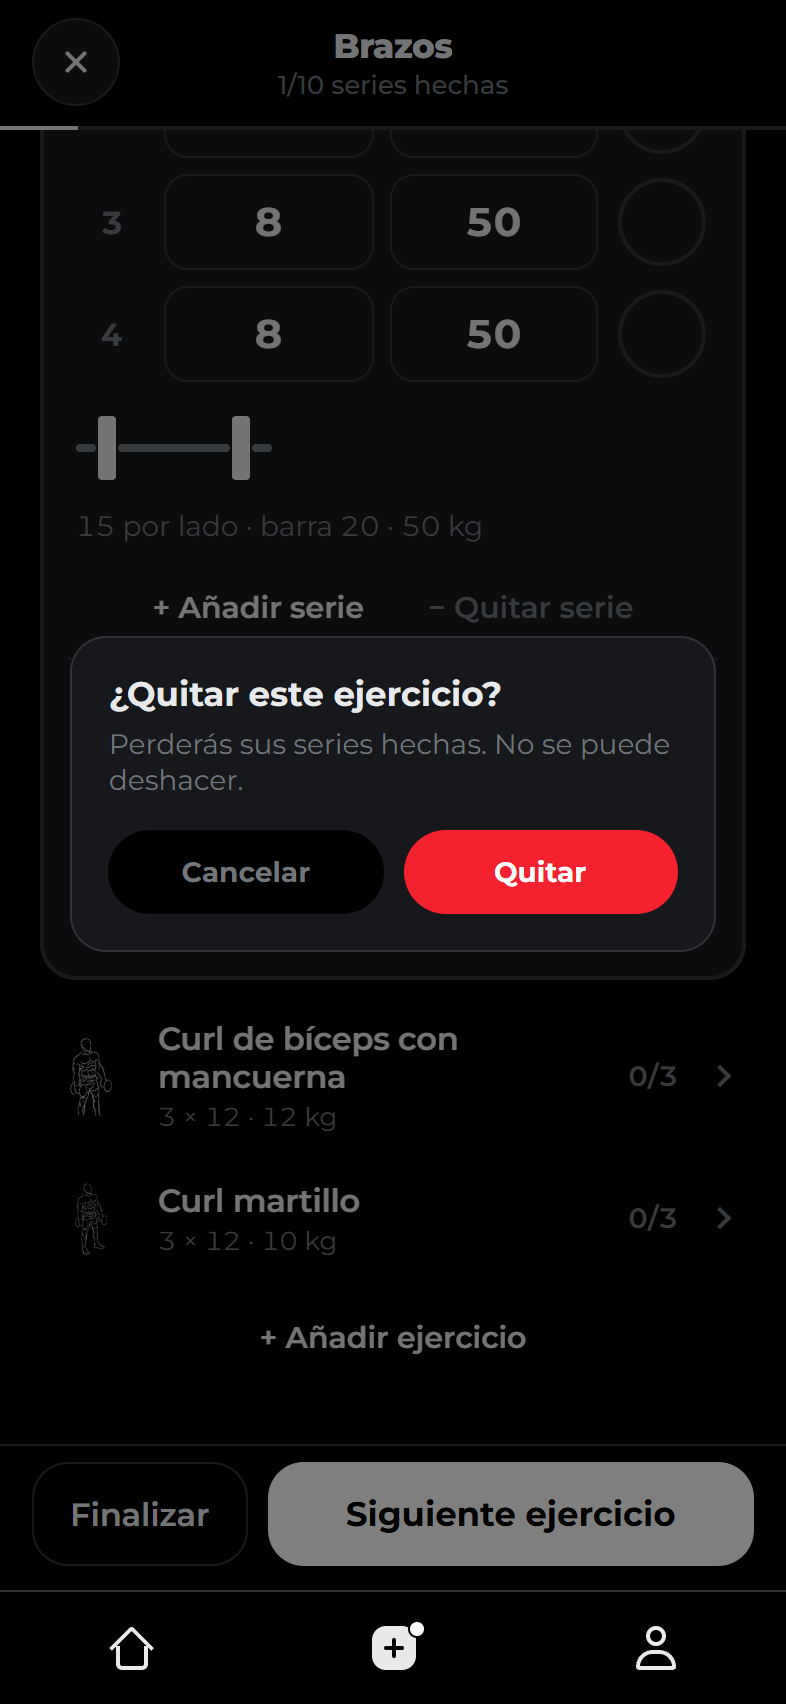 Brazos
1/10 series hechas
3 8 50
4 8 50
15 por lado · barra 20 · 50 kg
+ Añadir serie − Quitar serie
¿Quitar este ejercicio?
Perderás sus series hechas. No se puede
deshacer.
Cancelar Quitar
Curl de bíceps con
mancuerna
0/3
3 × 12 · 12 kg
Curl martillo
0/3
3 × 12 · 10 kg
+ Añadir ejercicio
Finalizar Siguiente ejercicio